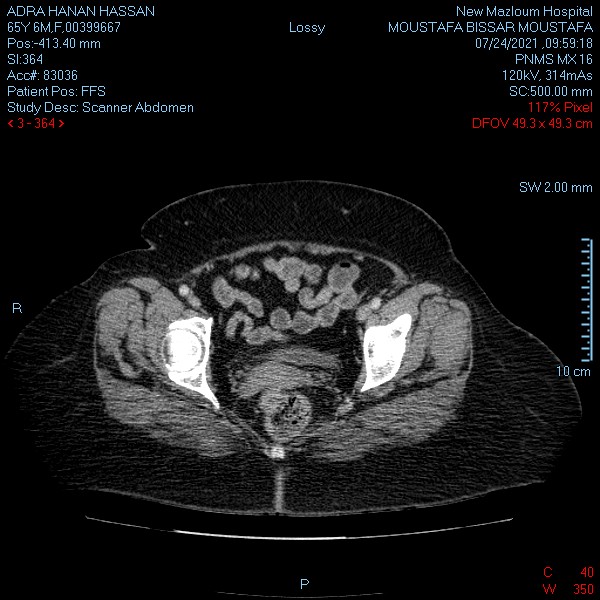 ADRA HANAN HASSAN
65Y 6M,F,00399667
Pos:-413.40 mm
SI:364
Acc#: 83036
Patient Pos: FFS
Study Desc: Scanner Abdomen
< 3 - 364 >
Lossy
New Mazloum Hospital
MOUSTAFA BISSAR MOUSTAFA
07/24/2021 ,09:59:18
PNMS MX 16
120kV, 314mAs
SC:500.00 mm
117% Pixel
DFOV 49.3 x 49.3 cm
SW 2.00 mm
R
10 cm
P
C 40
W 350